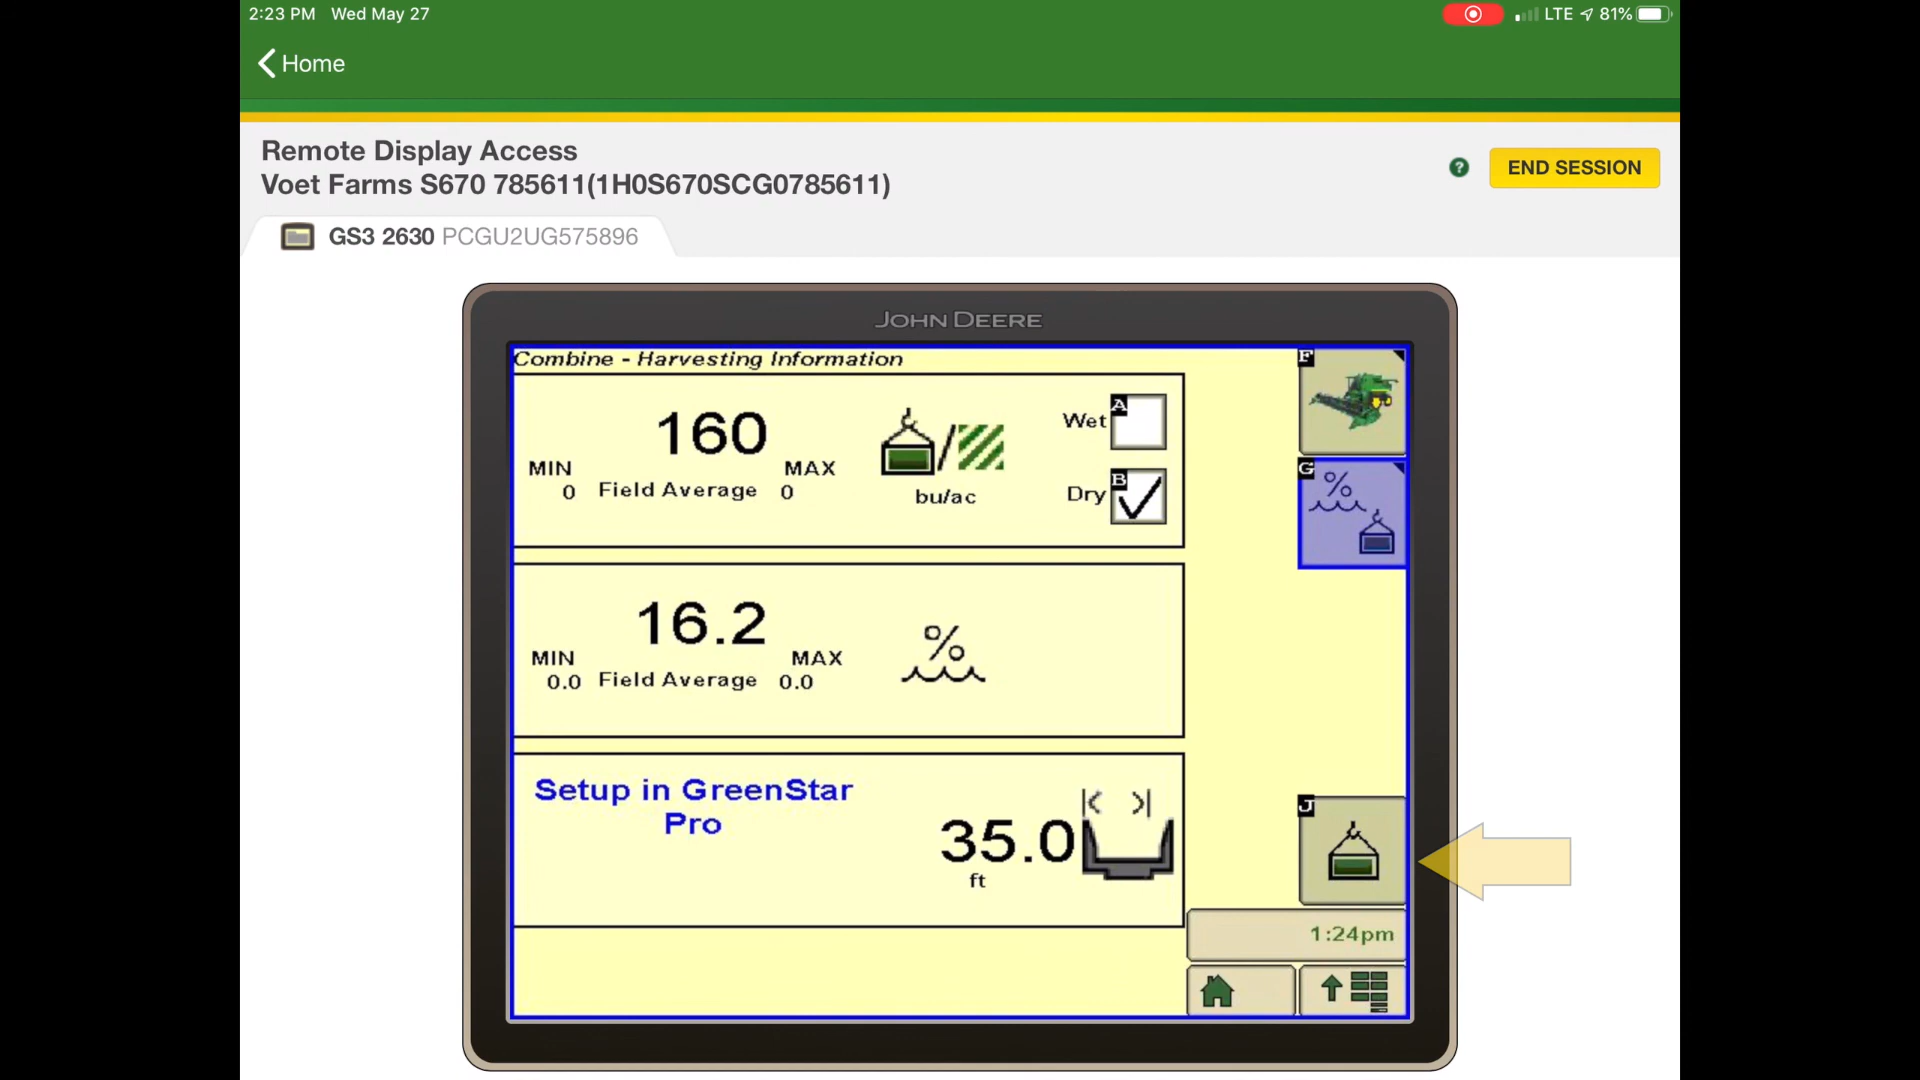 2:23 PM Wed May 27
LTE 81%
Home
Remote Display Access
Voet Farms S670 785611(1H0S670SCG0785611)
?
END SESSION
GS3 2630 PCGU2UG575896
JOHN DEERE
Combine - Harvesting Information
F
160
Wet A
MIN MAX
0 Field Average 0
bu/ac
Dry B
G
%
16.2
%
MIN MAX
0.0 Field Average 0.0
Setup in GreenStar
Pro
35.0
ft
J
1:24pm